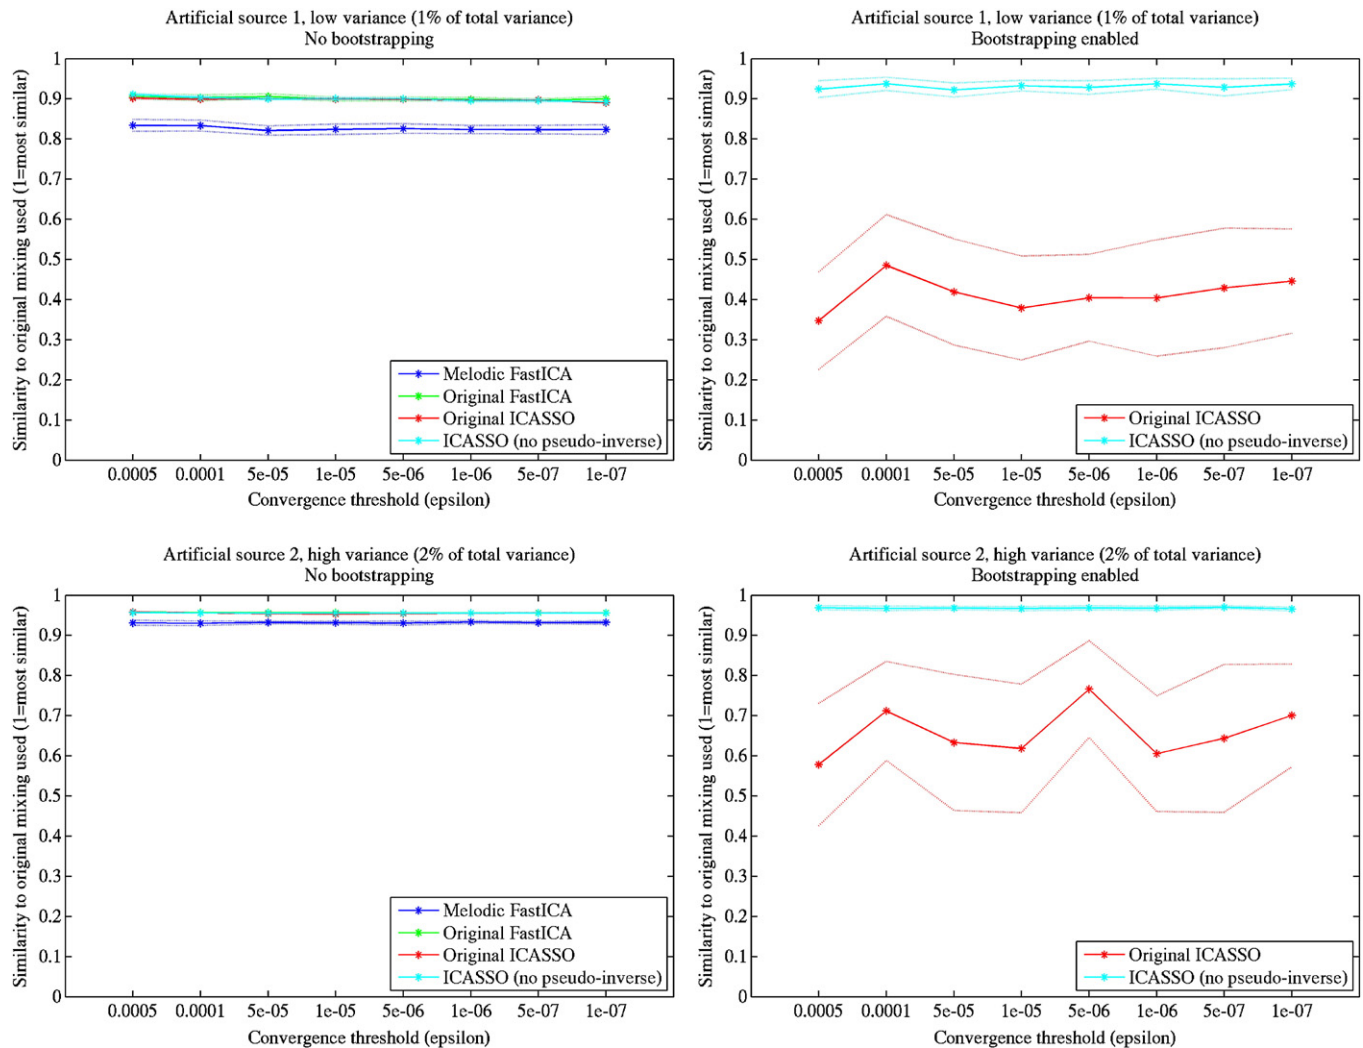 Artificial source 1, low variance (1% of total variance)
No bootstrapping
Similarity to original mixing used (1=most similar)
1
0.9
0.8
0.7
0.6
0.5
0.4
0.3
0.2
0.1
0
Melodic FastICA
Original FastICA
Original ICASSO
ICASSO (no pseudo-inverse)
0.0005 0.0001 5e-05 1e-05 5e-06 1e-06 5e-07 1e-07
Convergence threshold (epsilon)
Artificial source 1, low variance (1% of total variance)
Bootstrapping enabled
Similarity to original mixing used (1=most similar)
1
0.9
0.8
0.7
0.6
0.5
0.4
0.3
0.2
0.1
0
Original ICASSO
ICASSO (no pseudo-inverse)
0.0005 0.0001 5e-05 1e-05 5e-06 1e-06 5e-07 1e-07
Convergence threshold (epsilon)
Artificial source 2, high variance (2% of total variance)
No bootstrapping
Similarity to original mixing used (1=most similar)
1
0.9
0.8
0.7
0.6
0.5
0.4
0.3
0.2
0.1
0
Melodic FastICA
Original FastICA
Original ICASSO
ICASSO (no pseudo-inverse)
0.0005 0.0001 5e-05 1e-05 5e-06 1e-06 5e-07 1e-07
Convergence threshold (epsilon)
Artificial source 2, high variance (2% of total variance)
Bootstrapping enabled
Similarity to original mixing used (1=most similar)
1
0.9
0.8
0.7
0.6
0.5
0.4
0.3
0.2
0.1
0
Original ICASSO
ICASSO (no pseudo-inverse)
0.0005 0.0001 5e-05 1e-05 5e-06 1e-06 5e-07 1e-07
Convergence threshold (epsilon)